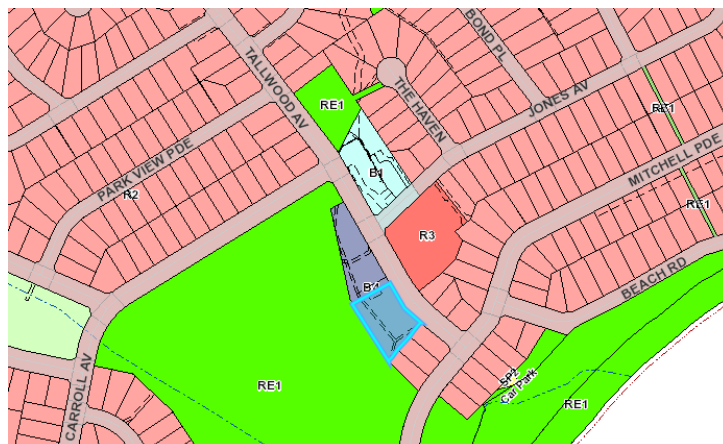 BOND PL
TALLWOOD AV
THE HAVEN
RE1
JONES AV
RE1
MITCHELL PDE
PARK VIEW PDE
R2
B1
RE1
R3
BEACH RD
CARROLL AV
RE1
SP2
Car Park
RE1